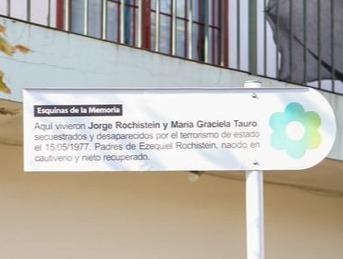 Esquinas de la Memoria
Aquí vivieron Jorge Rochistein y María Graciela Tauro,
secuestrados y desaparecidos por el terrorismo de estado
el 15/05/1977. Padres de Ezequiel Rochistein, nacido en
cautiverio y nieto recuperado.